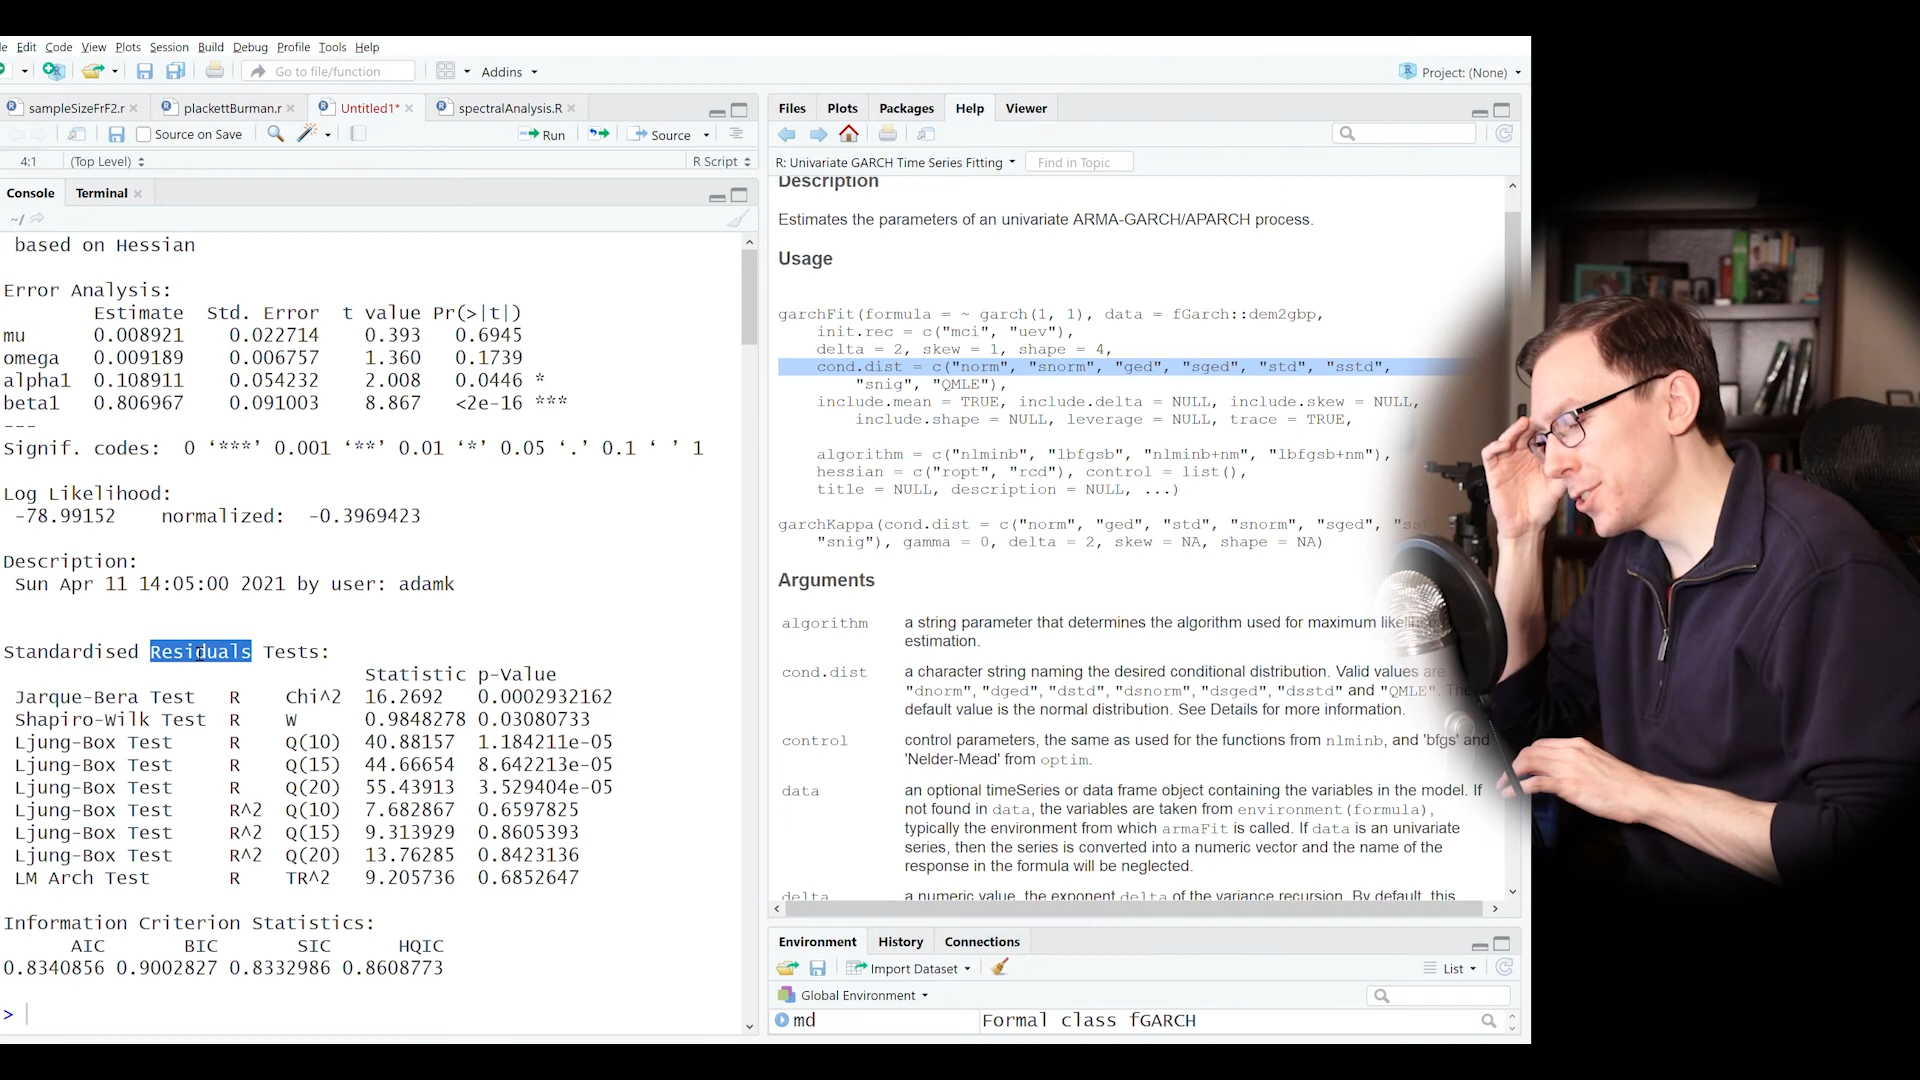 le Edit Code View Plots Session Build Debug Profile Tools Help
Go to file/function Addins Project: (None)
sampleSizeFrF2.r plackettBurman.r Untitled1* spectralAnalysis.R
Source on Save Run Source
4:1 (Top Level) R Script
Console Terminal
~/
based on Hessian
Error Analysis:
Estimate Std. Error t value Pr(>|t|)
mu 0.008921 0.022714 0.393 0.6945
omega 0.009189 0.006757 1.360 0.1739
alpha1 0.108911 0.054232 2.008 0.0446 *
beta1 0.806967 0.091003 8.867 <2e-16 ***
---
Signif. codes: 0 ‘***’ 0.001 ‘**’ 0.01 ‘*’ 0.05 ‘.’ 0.1 ‘ ’ 1
Log Likelihood:
-78.99152 normalized: -0.3969423
Description:
Sun Apr 11 14:05:00 2021 by user: adamk
Standardised Residuals Tests:
Statistic p-Value
Jarque-Bera Test R Chi^2 16.2692 0.0002932162
Shapiro-Wilk Test R W 0.9848278 0.03080733
Ljung-Box Test R Q(10) 40.88157 1.184211e-05
Ljung-Box Test R Q(15) 44.66654 8.642213e-05
Ljung-Box Test R Q(20) 55.43913 3.529404e-05
Ljung-Box Test R^2 Q(10) 7.682867 0.6597825
Ljung-Box Test R^2 Q(15) 9.313929 0.8605393
Ljung-Box Test R^2 Q(20) 13.76285 0.8423136
LM Arch Test R TR^2 9.205736 0.6852647
Information Criterion Statistics:
AIC BIC SIC HQIC
0.8340856 0.9002827 0.8332986 0.8608773
>
Files Plots Packages Help Viewer
R: Univariate GARCH Time Series Fitting Find in Topic
Description
Estimates the parameters of an univariate ARMA-GARCH/APARCH process.
Usage
garchFit(formula = ~ garch(1, 1), data = fGarch::dem2gbp,
init.rec = c("mci", "uev"),
delta = 2, skew = 1, shape = 4,
cond.dist = c("norm", "snorm", "ged", "sged", "std", "sstd",
"snig", "QMLE"),
include.mean = TRUE, include.delta = NULL, include.skew = NULL,
include.shape = NULL, leverage = NULL, trace = TRUE,
algorithm = c("nlminb", "lbfgsb", "nlminb+nm", "lbfgsb+nm"),
hessian = c("ropt", "rcd"), control = list(),
title = NULL, description = NULL, ...)
garchKappa(cond.dist = c("norm", "ged", "std", "snorm", "sged", "ss
"snig"), gamma = 0, delta = 2, skew = NA, shape = NA)
Arguments
algorithm a string parameter that determines the algorithm used for maximum
estimation.
cond.dist a character string naming the desired conditional distribution. Valid values are
"dnorm", "dged", "dstd", "dsnorm", "dsged", "dsstd" and "QMLE". The
default value is the normal distribution. See Details for more information.
control control parameters, the same as used for the functions from nlminb, and 'bfgs' and
'Nelder-Mead' from optim.
data an optional timeSeries or data frame object containing the variables in the model. If
not found in data, the variables are taken from environment(formula),
typically the environment from which armaFit is called. If data is an univariate
series, then the series is converted into a numeric vector and the name of the
response in the formula will be neglected.
delta a numeric value, the exponent delta of the variance recursion. By default, this
Environment History Connections
Import Dataset List
Global Environment
md Formal class fGARCH